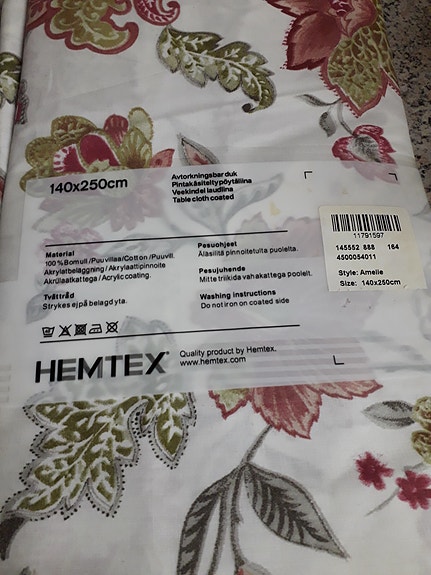 140x250cm
Avtorkningsbar duk
Pintakäsitelty pöytäliina
Veekindel laudlina
Table cloth coated
11791597
145552 888 164
4500054011
Style: Amelie
Size: 140x250cm
Material
100% Bomull / Puuvillaa / Cotton / Puuvill.
Akrylatbeläggning / Akrylaattipinnoite
Akrülaatkattega / Acrylic coating.
Tvättråd
Strykes ej på belagd yta.
Pesuohjeet
Älä silitä pinnoitetulta puolelta.
Pesujuhende
Mitte triikida vahakattega poolelt.
Washing instructions
Do not iron on coated side
HEMTEX®
Quality product by Hemtex.
www.hemtex.com